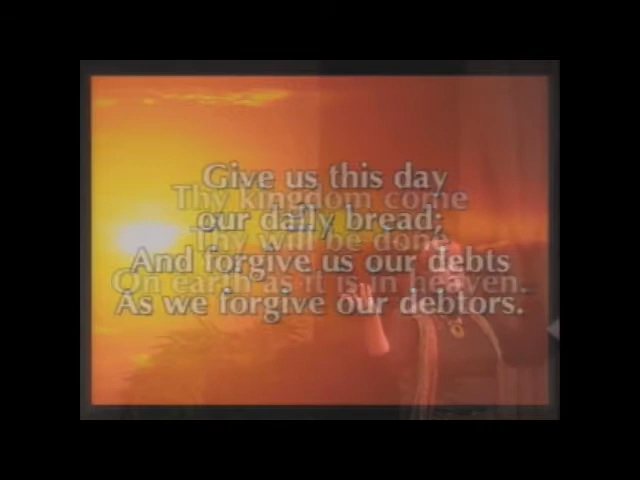 Give us this day
Thy kingdom come
our daily bread;
Thy will be done
And forgive us our debts
On earth as it is in heaven.
As we forgive our debtors.